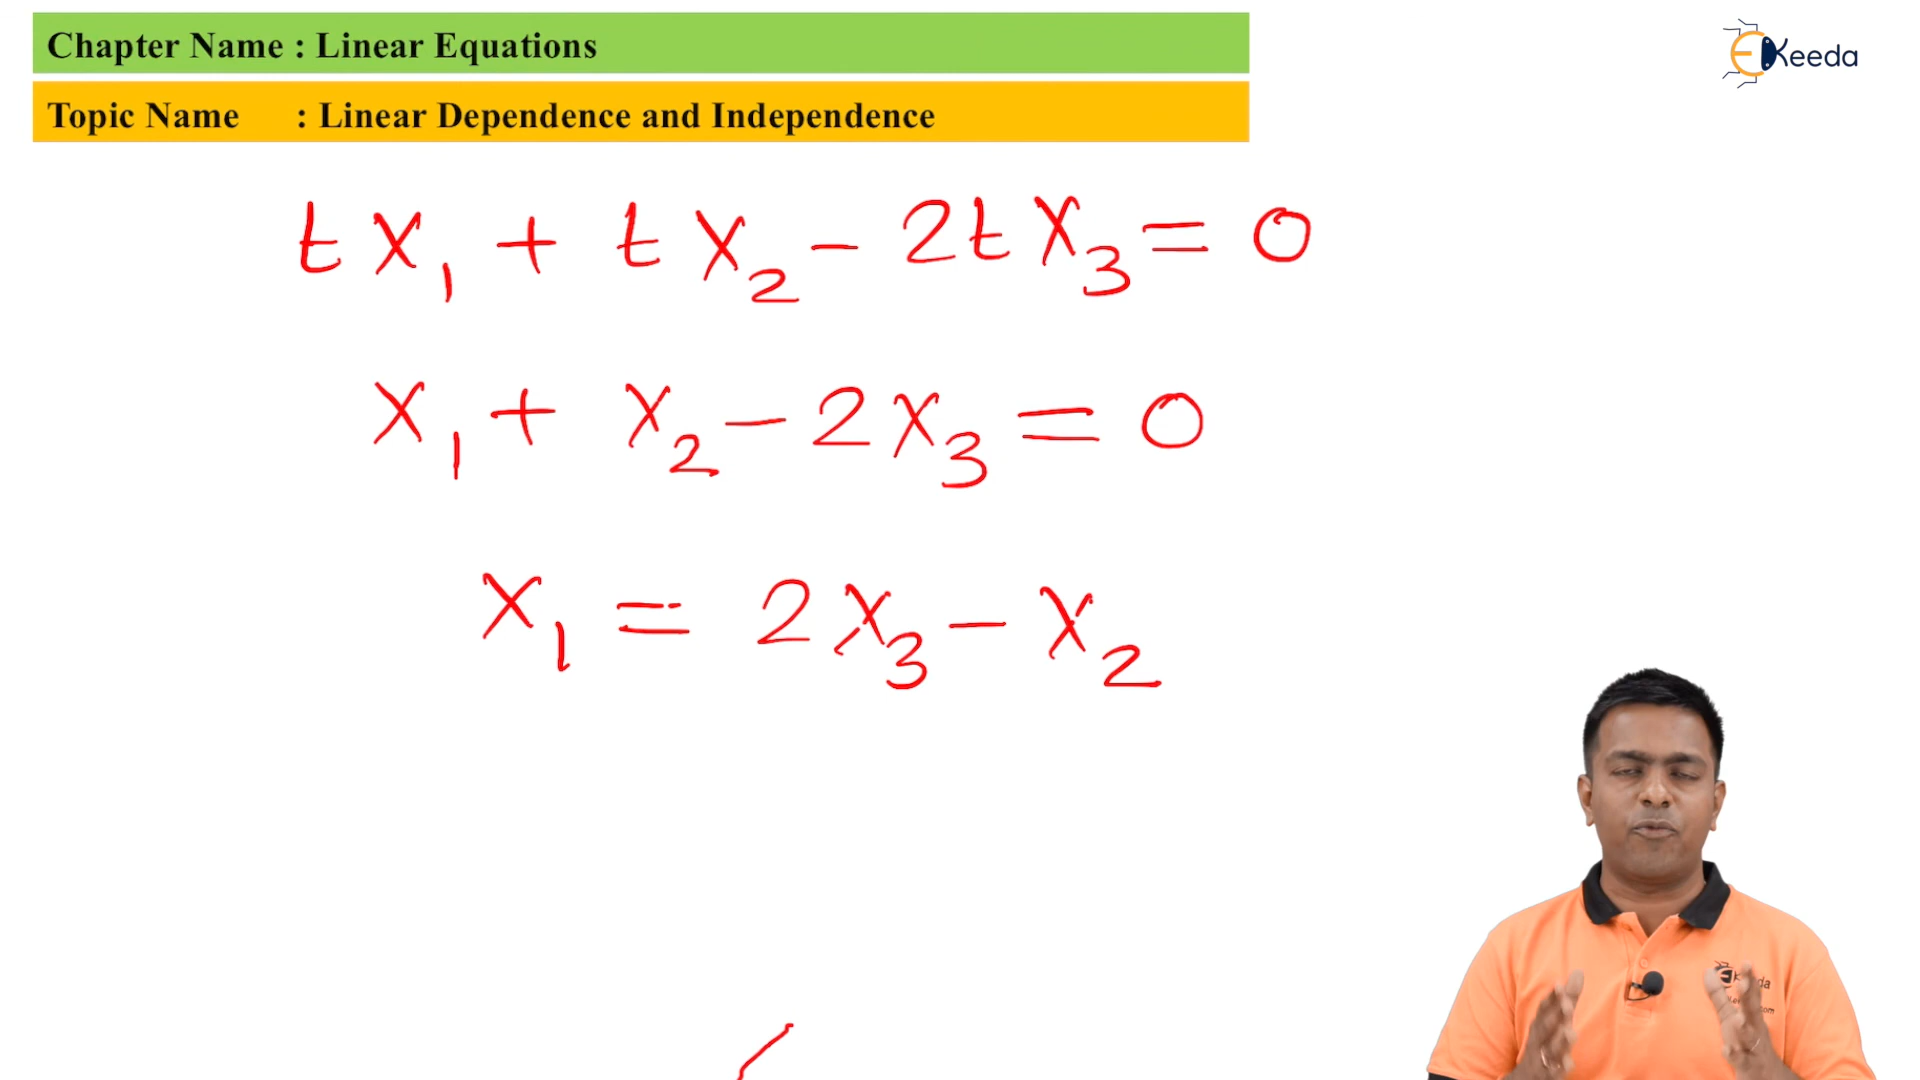 Chapter Name : Linear Equations
EKeeda
Topic Name : Linear Dependence and Independence
tX₁ + tX₂ - 2tX₃ = 0
X₁ + X₂ - 2X₃ = 0
X₁ = 2X₃ - X₂